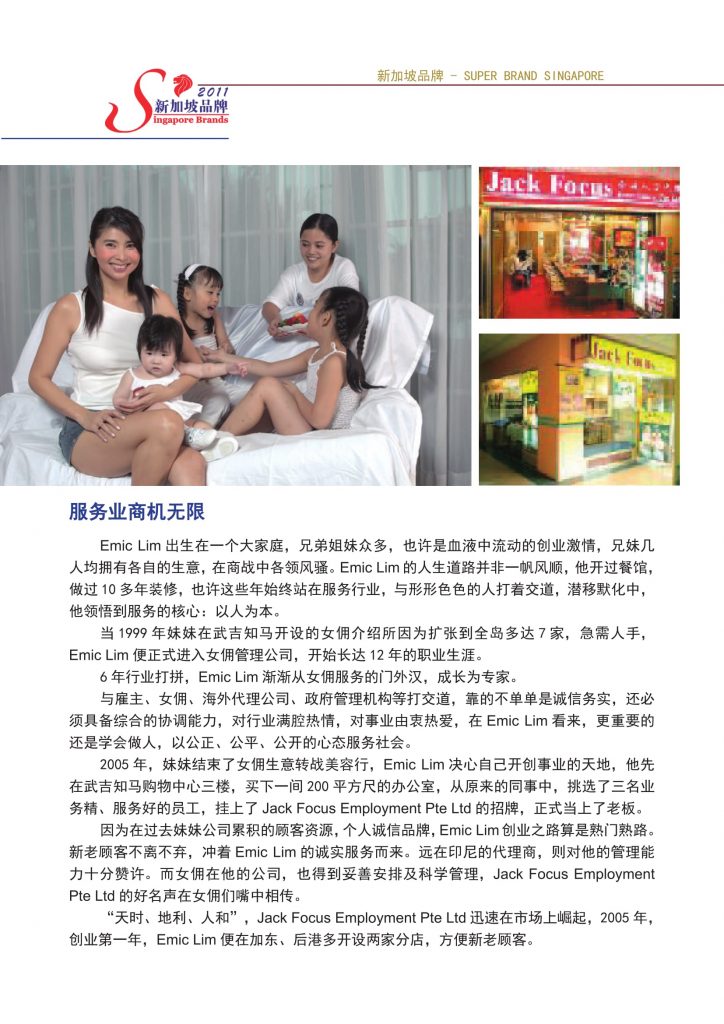 新加坡品牌 - SUPER BRAND SINGAPORE
2011
新加坡品牌
Singapore Brands
Jack Focus
Jack Focus
服务业商机无限
Emic Lim 出生在一个大家庭，兄弟姐妹众多，也许是血液中流动的创业激情，兄妹几
人均拥有各自的生意，在商战中各领风骚。Emic Lim 的人生道路并非一帆风顺，他开过餐馆，
做过 10 多年装修，也许这些年始终站在服务行业，与形形色色的人打着交道，潜移默化中，
他领悟到服务的核心：以人为本。
当 1999 年妹妹在武吉知马开设的女佣介绍所因为扩张到全岛多达 7 家，急需人手，
Emic Lim 便正式进入女佣管理公司，开始长达 12 年的职业生涯。
6 年行业打拼，Emic Lim 渐渐从女佣服务的门外汉，成长为专家。
与雇主、女佣、海外代理公司、政府管理机构等打交道，靠的不单单是诚信务实，还必
须具备综合的协调能力，对行业满腔热情，对事业由衷热爱，在 Emic Lim 看来，更重要的
还是学会做人，以公正、公平、公开的心态服务社会。
2005 年，妹妹结束了女佣生意转战美容行，Emic Lim 决心自己开创事业的天地，他先
在武吉知马购物中心三楼，买下一间 200 平方尺的办公室，从原来的同事中，挑选了三名业
务精、服务好的员工，挂上了 Jack Focus Employment Pte Ltd 的招牌，正式当上了老板。
因为在过去妹妹公司累积的顾客资源，个人诚信品牌，Emic Lim 创业之路算是熟门熟路。
新老顾客不离不弃，冲着 Emic Lim 的诚实服务而来。远在印尼的代理商，则对他的管理能
力十分赞许。而女佣在他的公司，也得到妥善安排及科学管理，Jack Focus Employment
Pte Ltd 的好名声在女佣们嘴中相传。
“天时、地利、人和”，Jack Focus Employment Pte Ltd 迅速在市场上崛起，2005 年，
创业第一年，Emic Lim 便在加东、后港多开设两家分店，方便新老顾客。